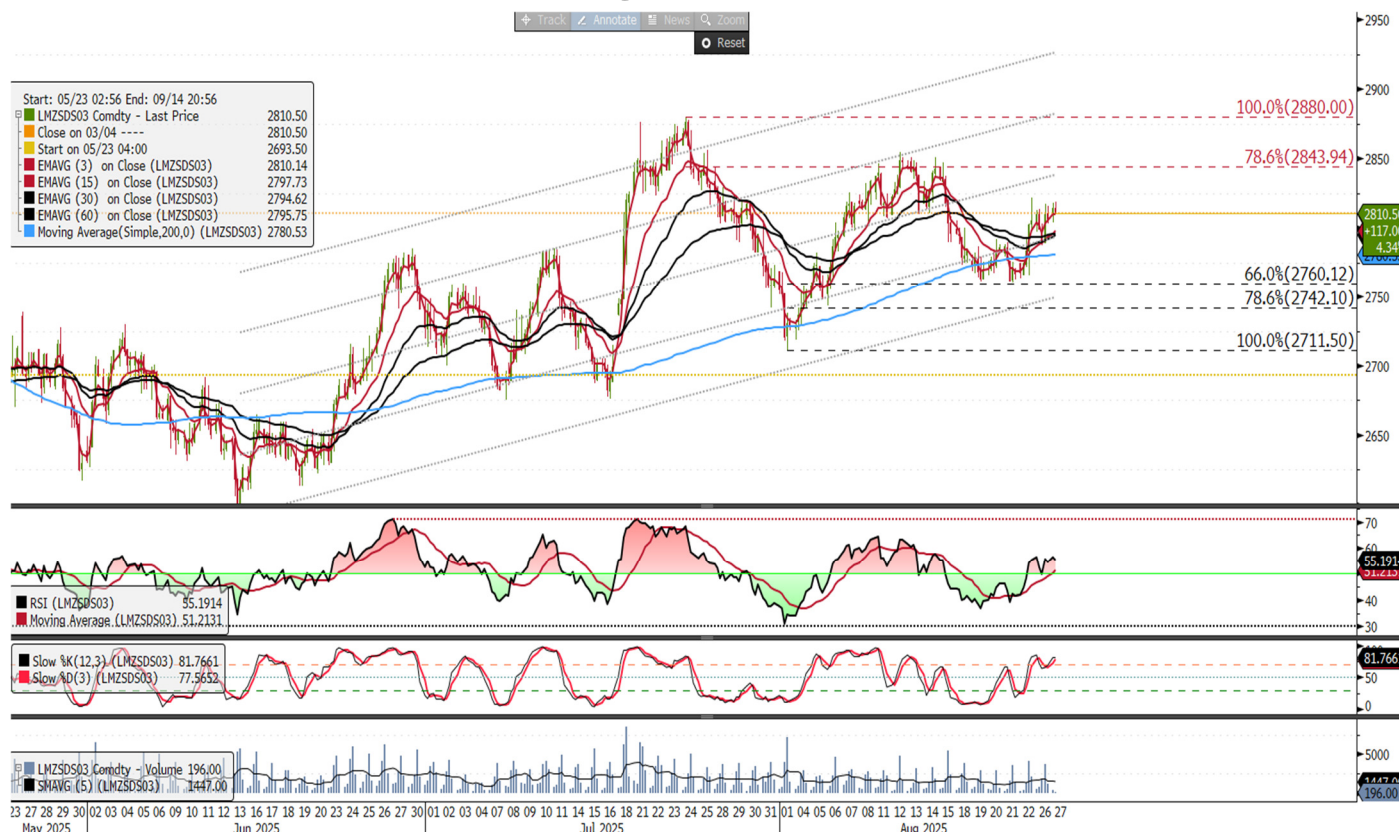 Track Annotate News Zoom
Reset
Start: 05/23 02:56 End: 09/14 20:56
LMZSDS03 Comdty - Last Price 2810.50
Close on 03/04 ---- 2810.50
Start on 05/23 04:00 2693.50
EMAVG (3) on Close (LMZSDS03) 2810.14
EMAVG (15) on Close (LMZSDS03) 2797.73
EMAVG (30) on Close (LMZSDS03) 2794.62
EMAVG (60) on Close (LMZSDS03) 2795.75
Moving Average(Simple,200,0) (LMZSDS03) 2780.53
100.0%(2880.00)
78.6%(2843.94)
66.0%(2760.12)
78.6%(2742.10)
100.0%(2711.50)
2950
2900
2850
2810.50
+117.00
4.34
2750
2700
2650
RSI (LMZSDS03) 55.1914
Moving Average (LMZSDS03) 51.2131
70
60
55.1914
40
30
Slow %K(12,3) (LMZSDS03) 81.7661
Slow %D(3) (LMZSDS03) 77.5652
81.766
50
0
LMZSDS03 Comdty - Volume 196.00
SMAVG (5) (LMZSDS03) 1447.00
5000
1447.00
196.00
23 27 28 29 30 02 03 04 05 06 09 10 11 12 13 16 17 18 19 20 23 24 25 26 27 30 01 02 03 04 07 08 09 10 11 14 15 16 17 18 21 22 23 24 25 28 29 30 31 01 04 05 06 07 08 11 12 13 14 15 18 19 20 21 22 26 27
May 2025 Jun 2025 Jul 2025 Aug 2025